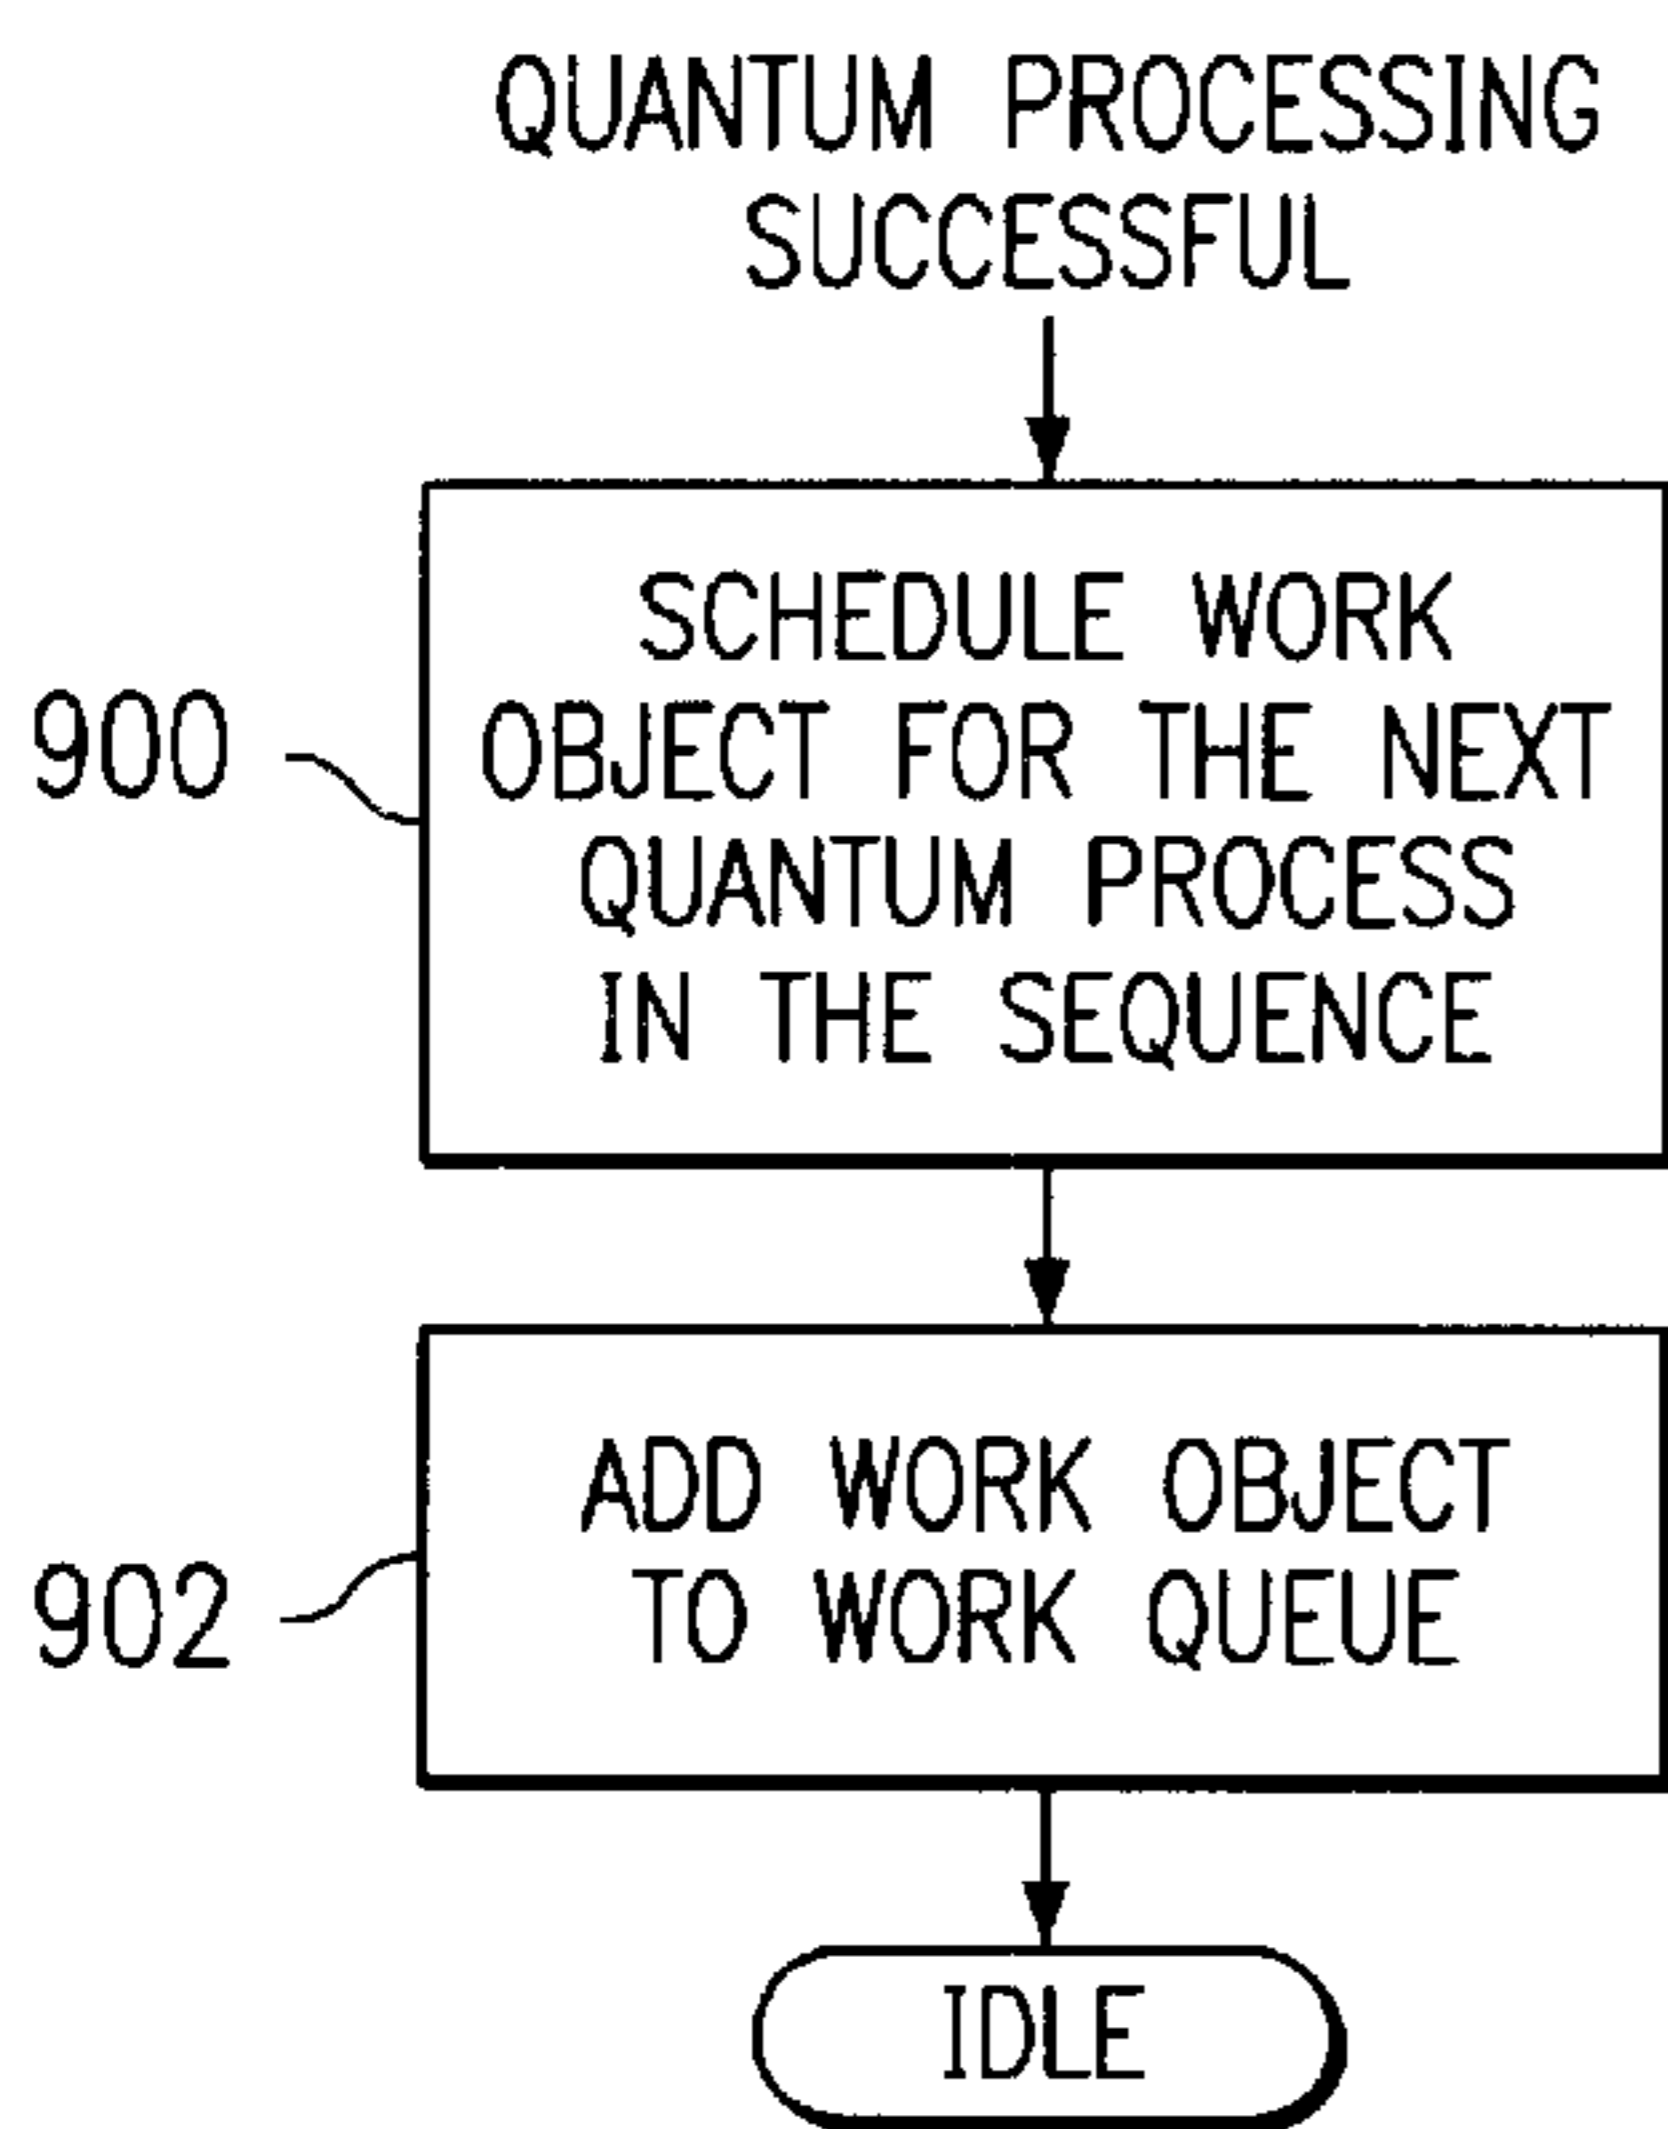 QUANTUM PROCESSING
SUCCESSFUL
SCHEDULE WORK
OBJECT FOR THE NEXT
QUANTUM PROCESS
IN THE SEQUENCE
900
ADD WORK OBJECT
TO WORK QUEUE
902
IDLE